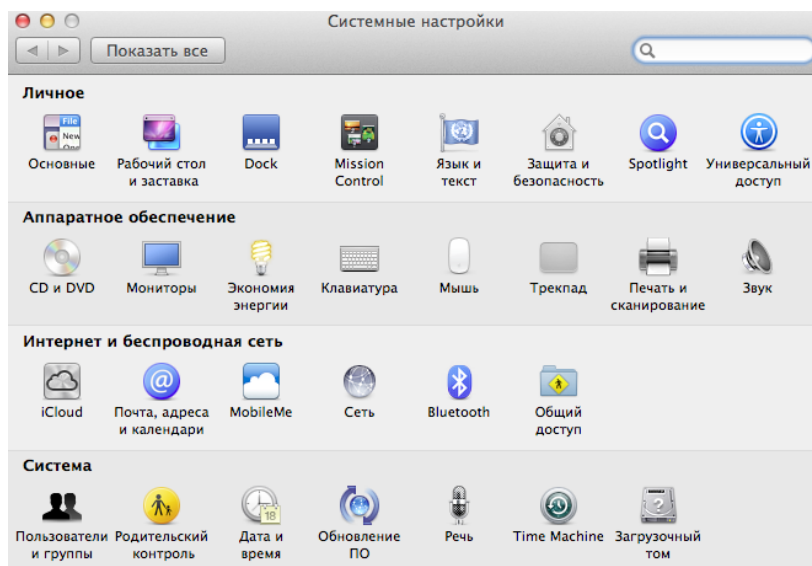 Системные настройки
Показать все
Личное
Основные
Рабочий стол
и заставка
Dock
Mission
Control
Язык и
текст
Защита и
безопасность
Spotlight
Универсальный
доступ
Аппаратное обеспечение
CD и DVD
Мониторы
Экономия
энергии
Клавиатура
Мышь
Трекпад
Печать и
сканирование
Звук
Интернет и беспроводная сеть
iCloud
Почта, адреса
и календари
MobileMe
Сеть
Bluetooth
Общий
доступ
Система
Пользователи
и группы
Родительский
контроль
18
Дата и
время
Обновление
ПО
Речь
Time Machine
?
Загрузочный
том